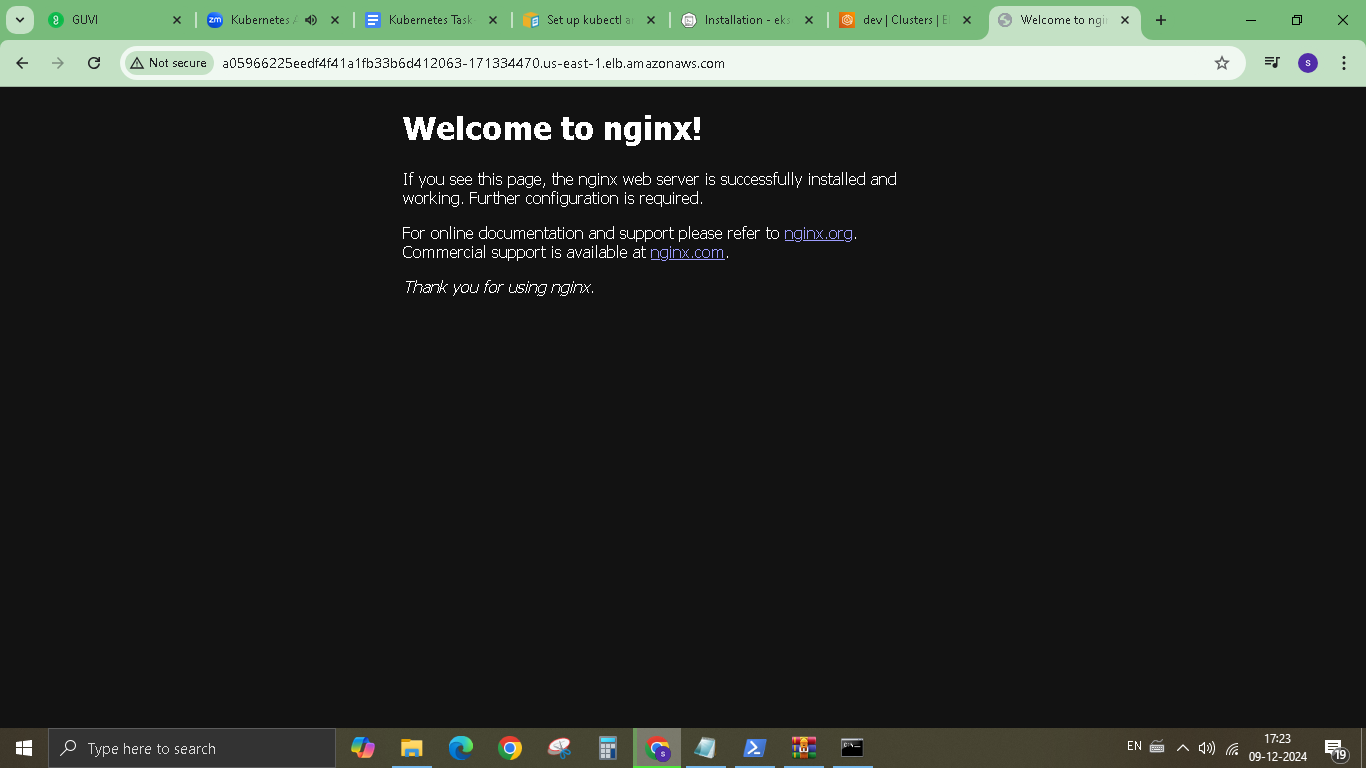 GUVI
zm
Kubernetes A
Kubernetes Task
Set up kubectl an
Installation - eks
dev | Clusters | E
Welcome to ngi
Not secure
a05966225eedf4f41a1fb33b6d412063-171334470.us-east-1.elb.amazonaws.com
s
Welcome to nginx!
If you see this page, the nginx web server is successfully installed and
working. Further configuration is required.
For online documentation and support please refer to nginx.org.
Commercial support is available at nginx.com.
Thank you for using nginx.
Type here to search
s
EN
17:23
09-12-2024
19